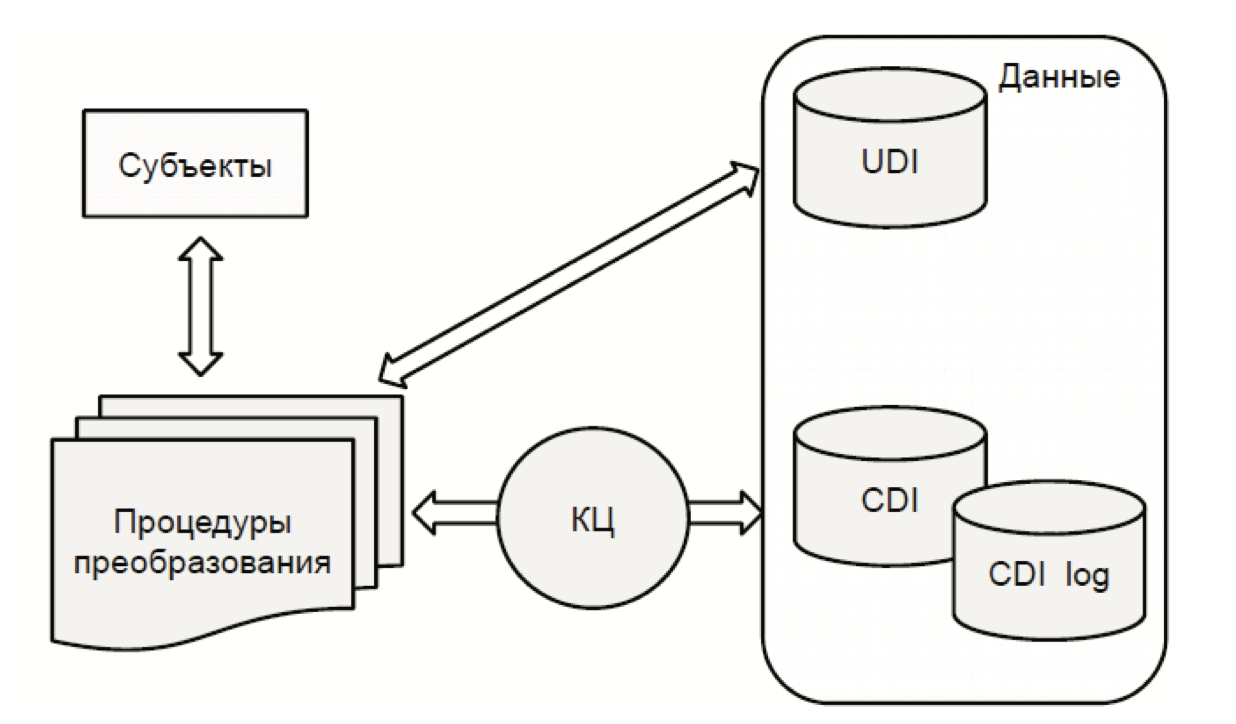 Данные
UDI
Субъекты
CDI
КЦ
Процедуры
преобразования
CDI log